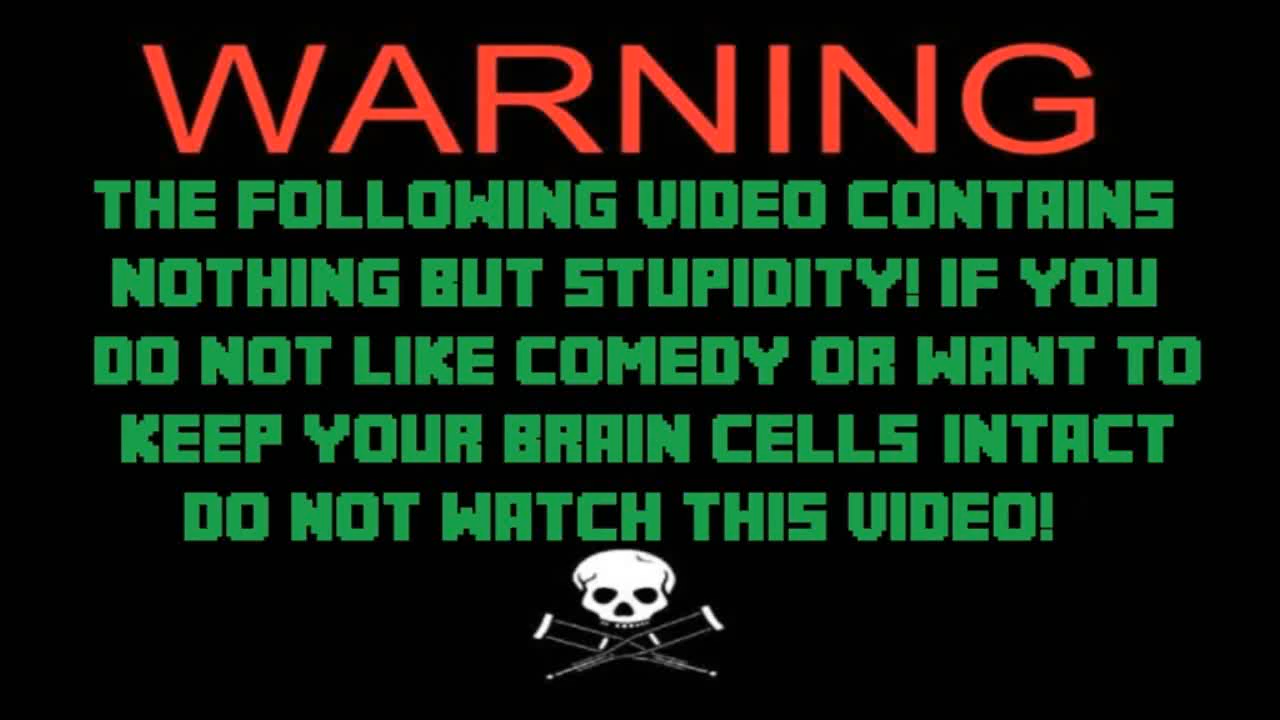 WARNING
THE FOLLOWING VIDEO CONTAINS
NOTHING BUT STUPIDITY! IF YOU
DO NOT LIKE COMEDY OR WANT TO
KEEP YOUR BRAIN CELLS INTACT
DO NOT WATCH THIS VIDEO!